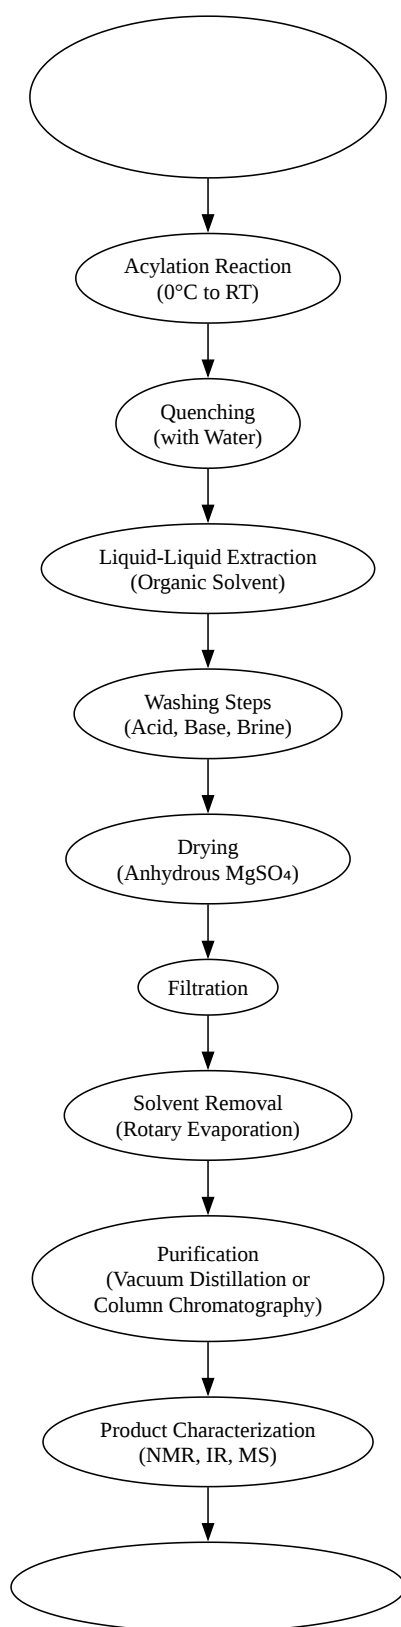 Acylation Reaction
(0°C to RT)
Quenching
(with Water)
Liquid-Liquid Extraction
(Organic Solvent)
Washing Steps
(Acid, Base, Brine)
Drying
(Anhydrous MgSO₄)
Filtration
Solvent Removal
(Rotary Evaporation)
Purification
(Vacuum Distillation or
Column Chromatography)
Product Characterization
(NMR, IR, MS)